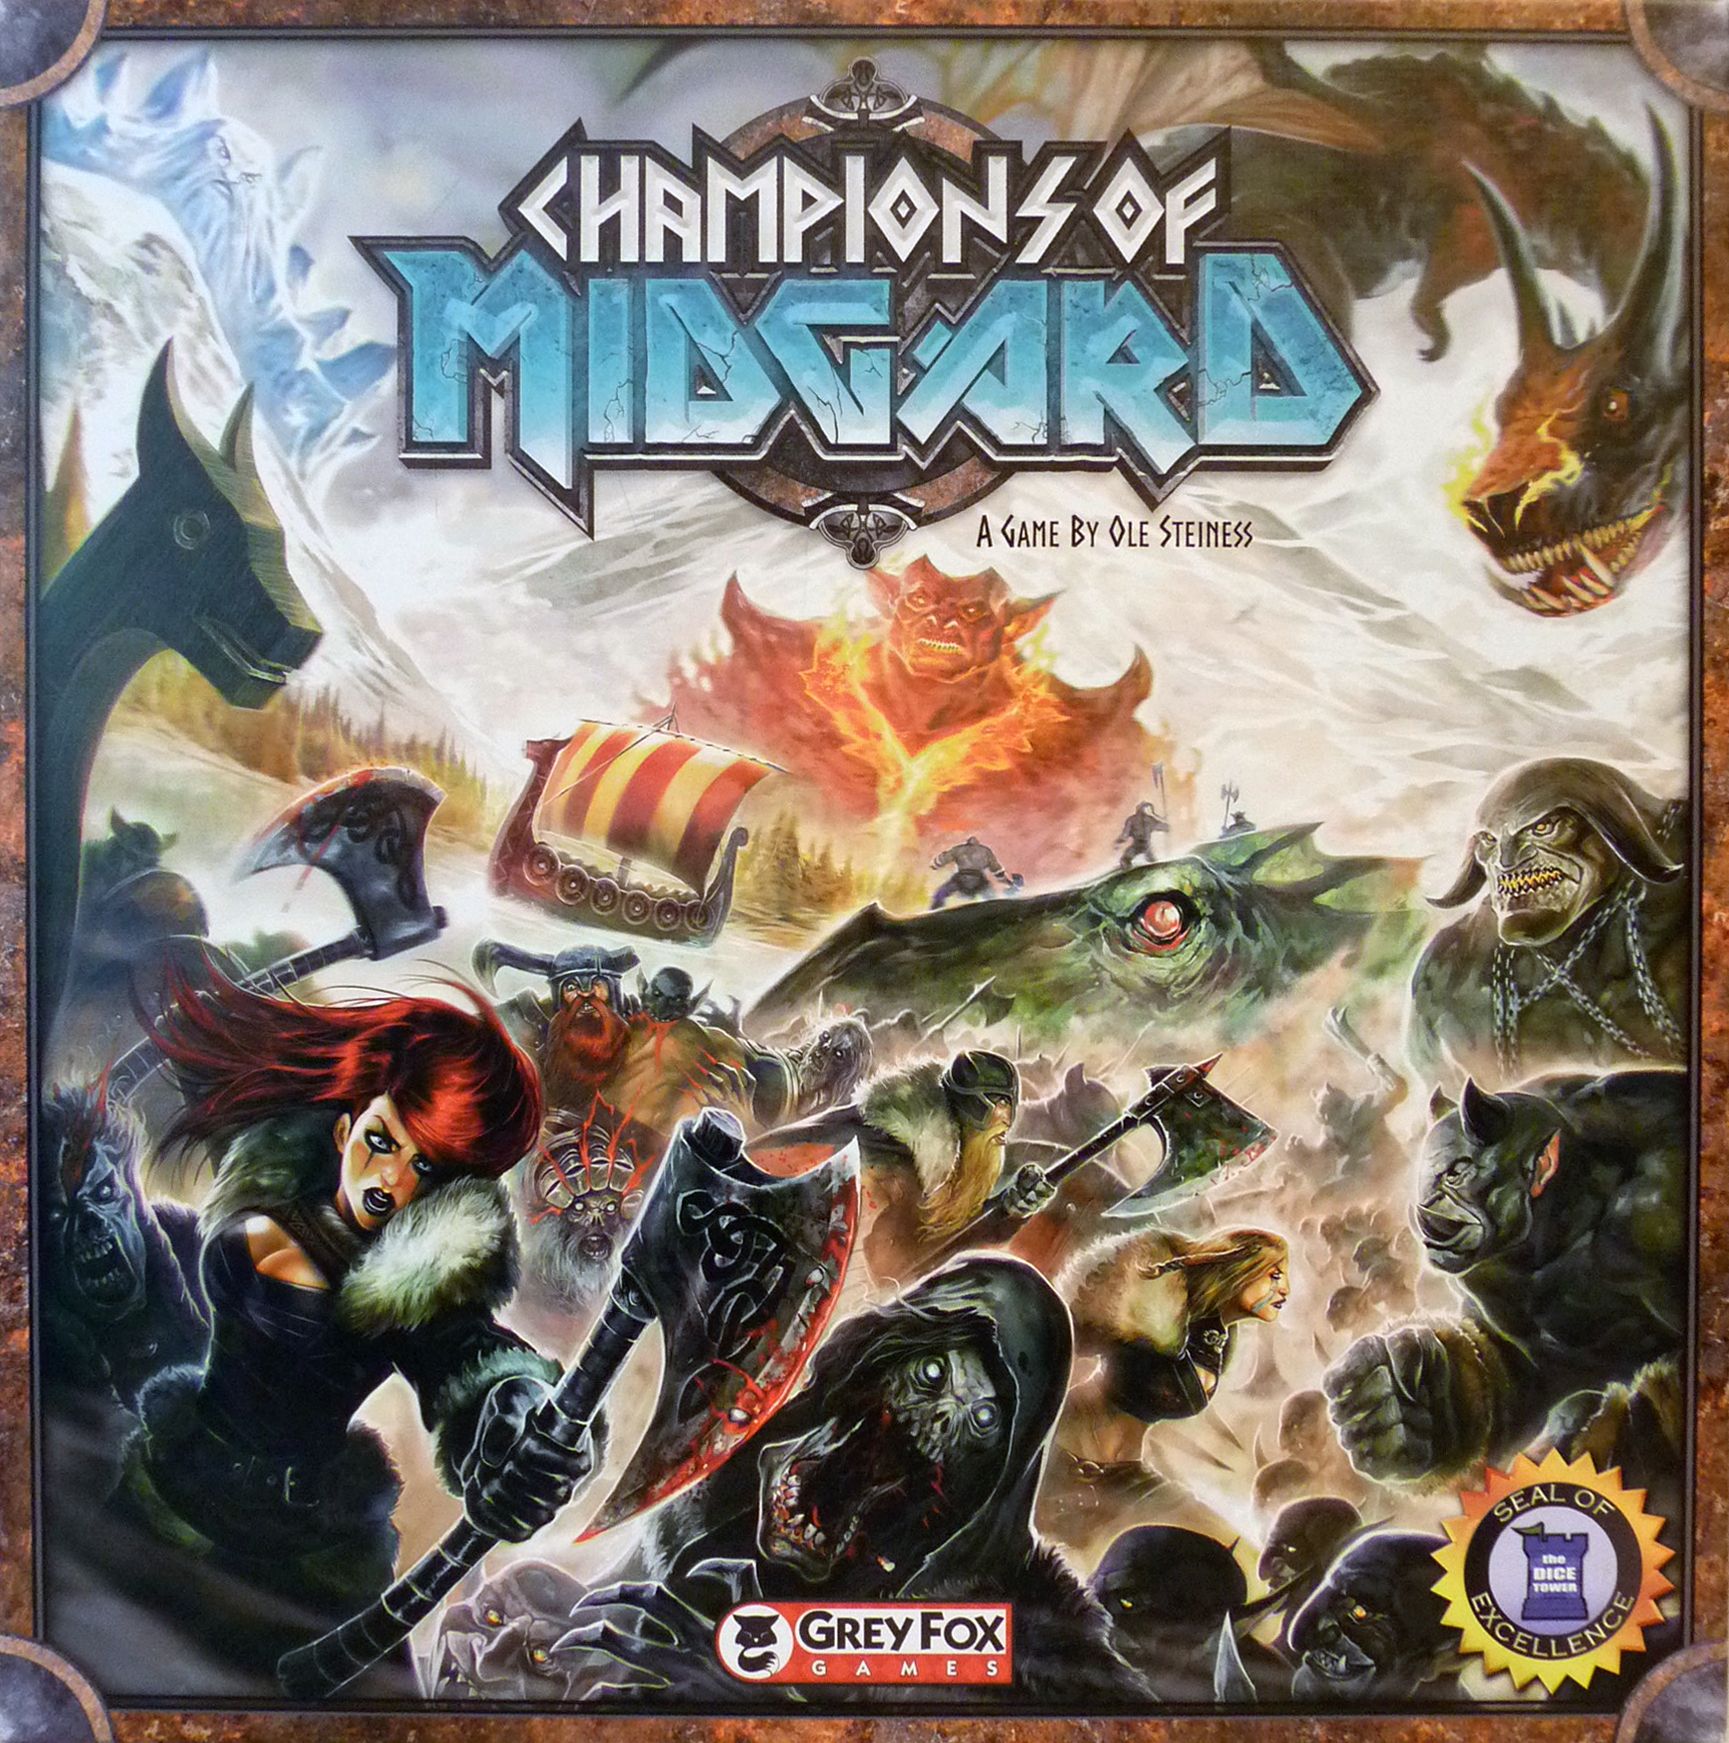 CHAMPIONS OF
MIDGARD
A GAME BY OLE STEINESS
SEAL OF
the
DICE
TOWER
EXCELLENCE
GREY FOX
GAMES